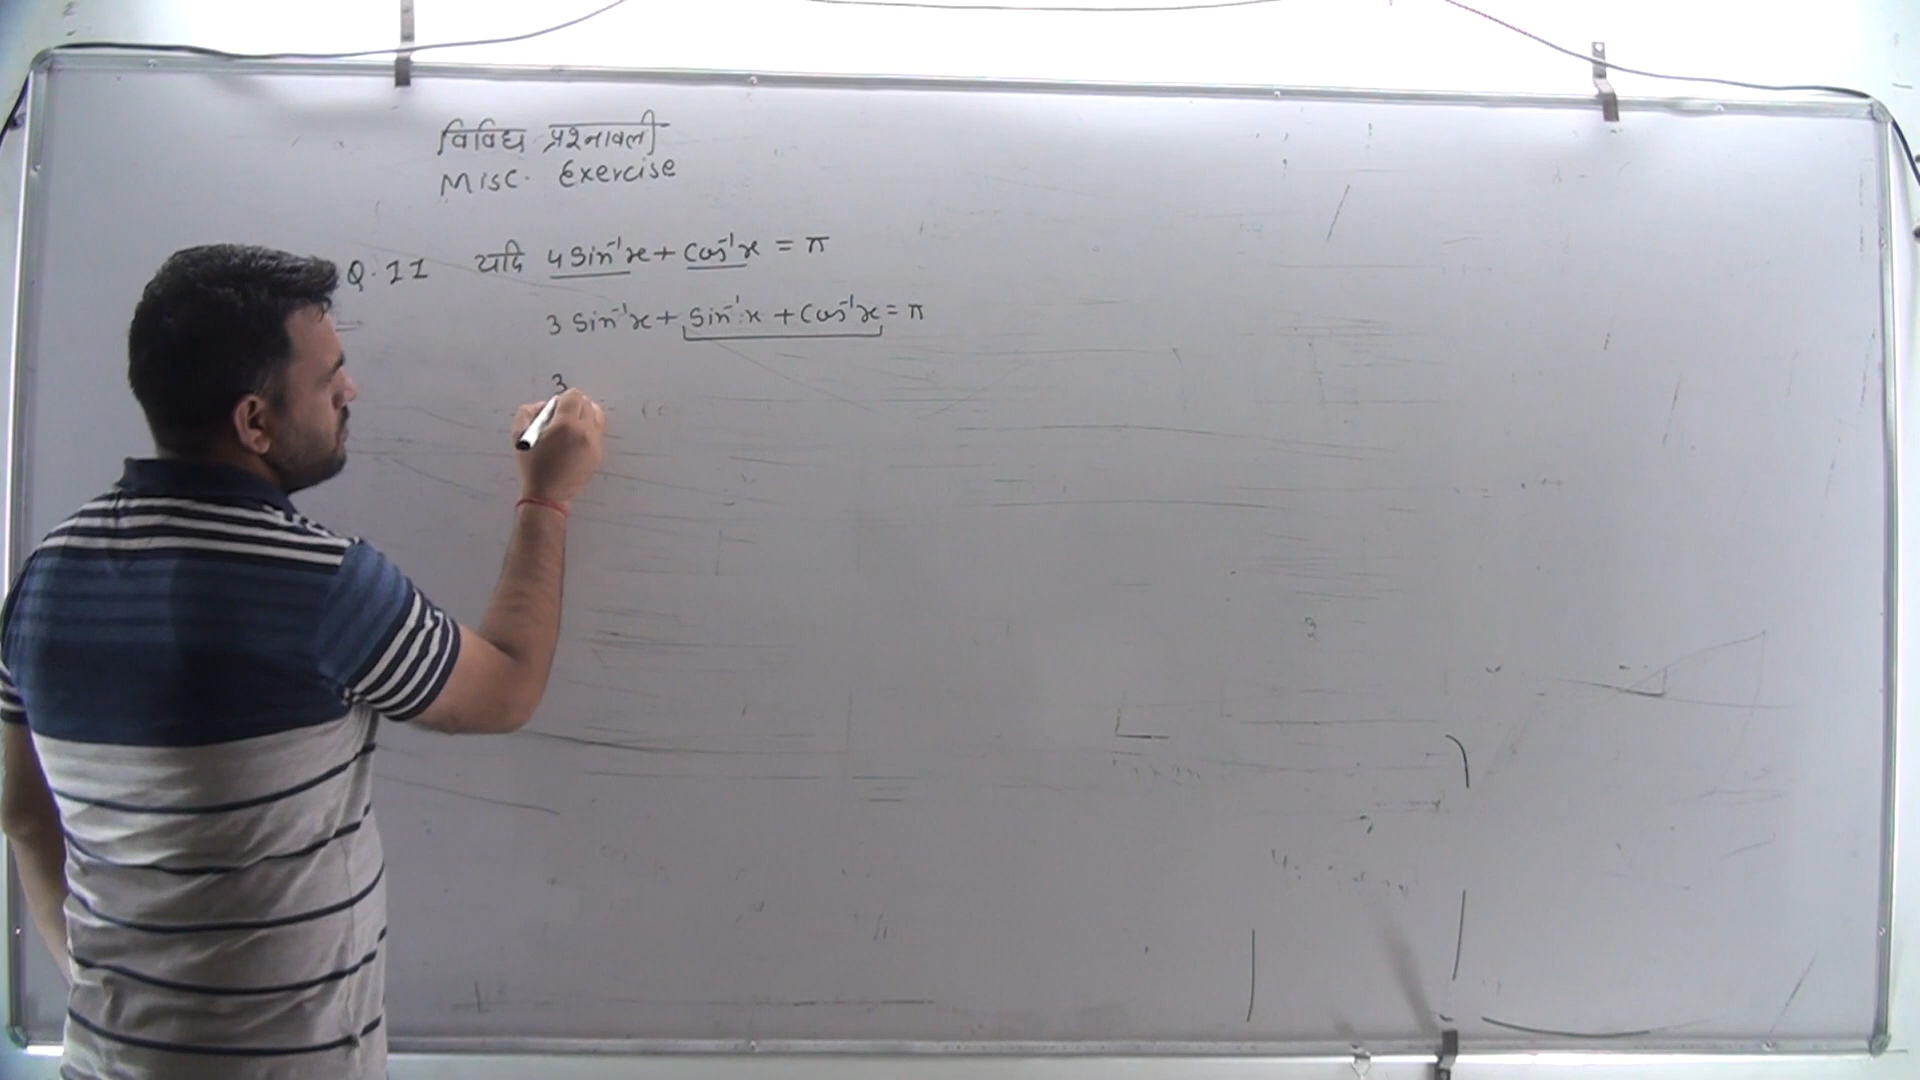 विविध प्रश्नावली
Misc. Exercise
Q.11 यदि 4 Sin⁻¹x + Cos⁻¹x = π
3 Sin⁻¹x + Sin⁻¹x + Cos⁻¹x = π
3